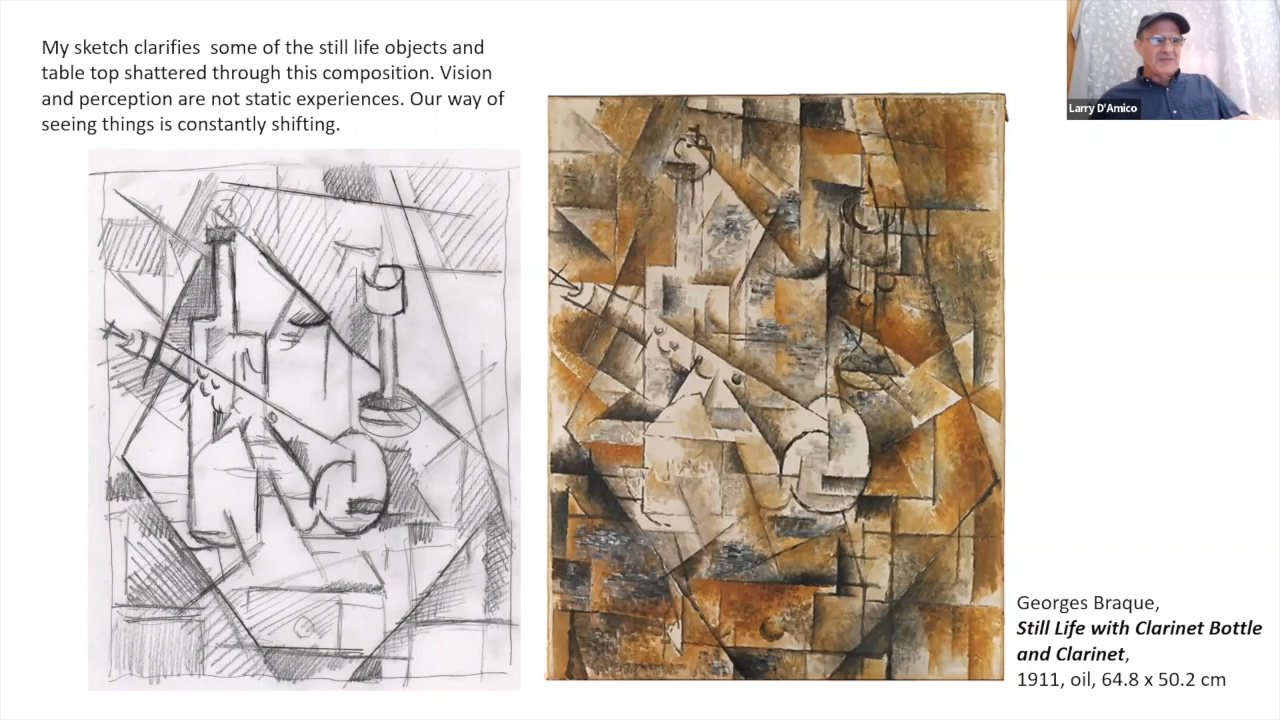 My sketch clarifies some of the still life objects and
table top shattered through this composition. Vision
and perception are not static experiences. Our way of
seeing things is constantly shifting.
Larry D'Amico
Georges Braque,
Still Life with Clarinet Bottle
and Clarinet,
1911, oil, 64.8 x 50.2 cm